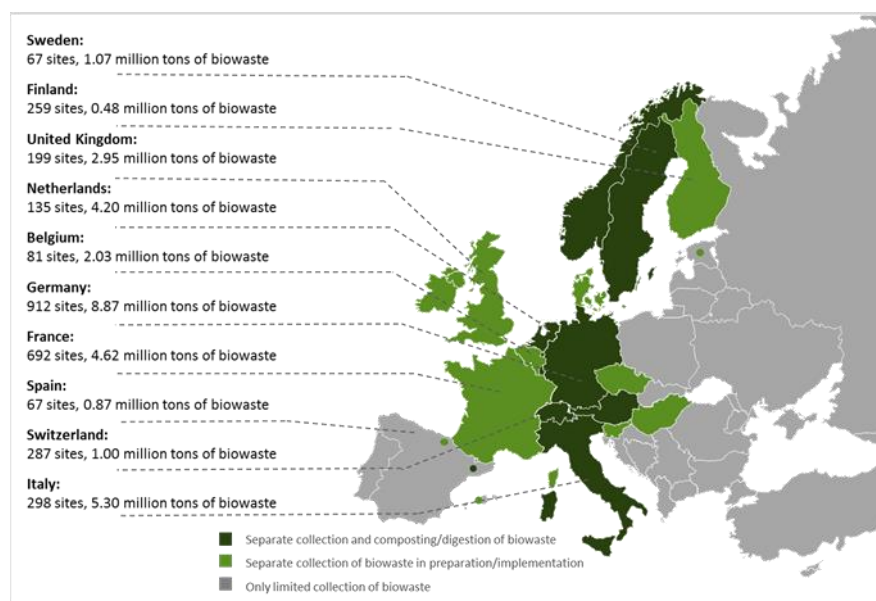 Sweden:
67 sites, 1.07 million tons of biowaste
Finland:
259 sites, 0.48 million tons of biowaste
United Kingdom:
199 sites, 2.95 million tons of biowaste
Netherlands:
135 sites, 4.20 million tons of biowaste
Belgium:
81 sites, 2.03 million tons of biowaste
Germany:
912 sites, 8.87 million tons of biowaste
France:
692 sites, 4.62 million tons of biowaste
Spain:
67 sites, 0.87 million tons of biowaste
Switzerland:
287 sites, 1.00 million tons of biowaste
Italy:
298 sites, 5.30 million tons of biowaste
Separate collection and composting/digestion of biowaste
Separate collection of biowaste in preparation/implementation
Only limited collection of biowaste